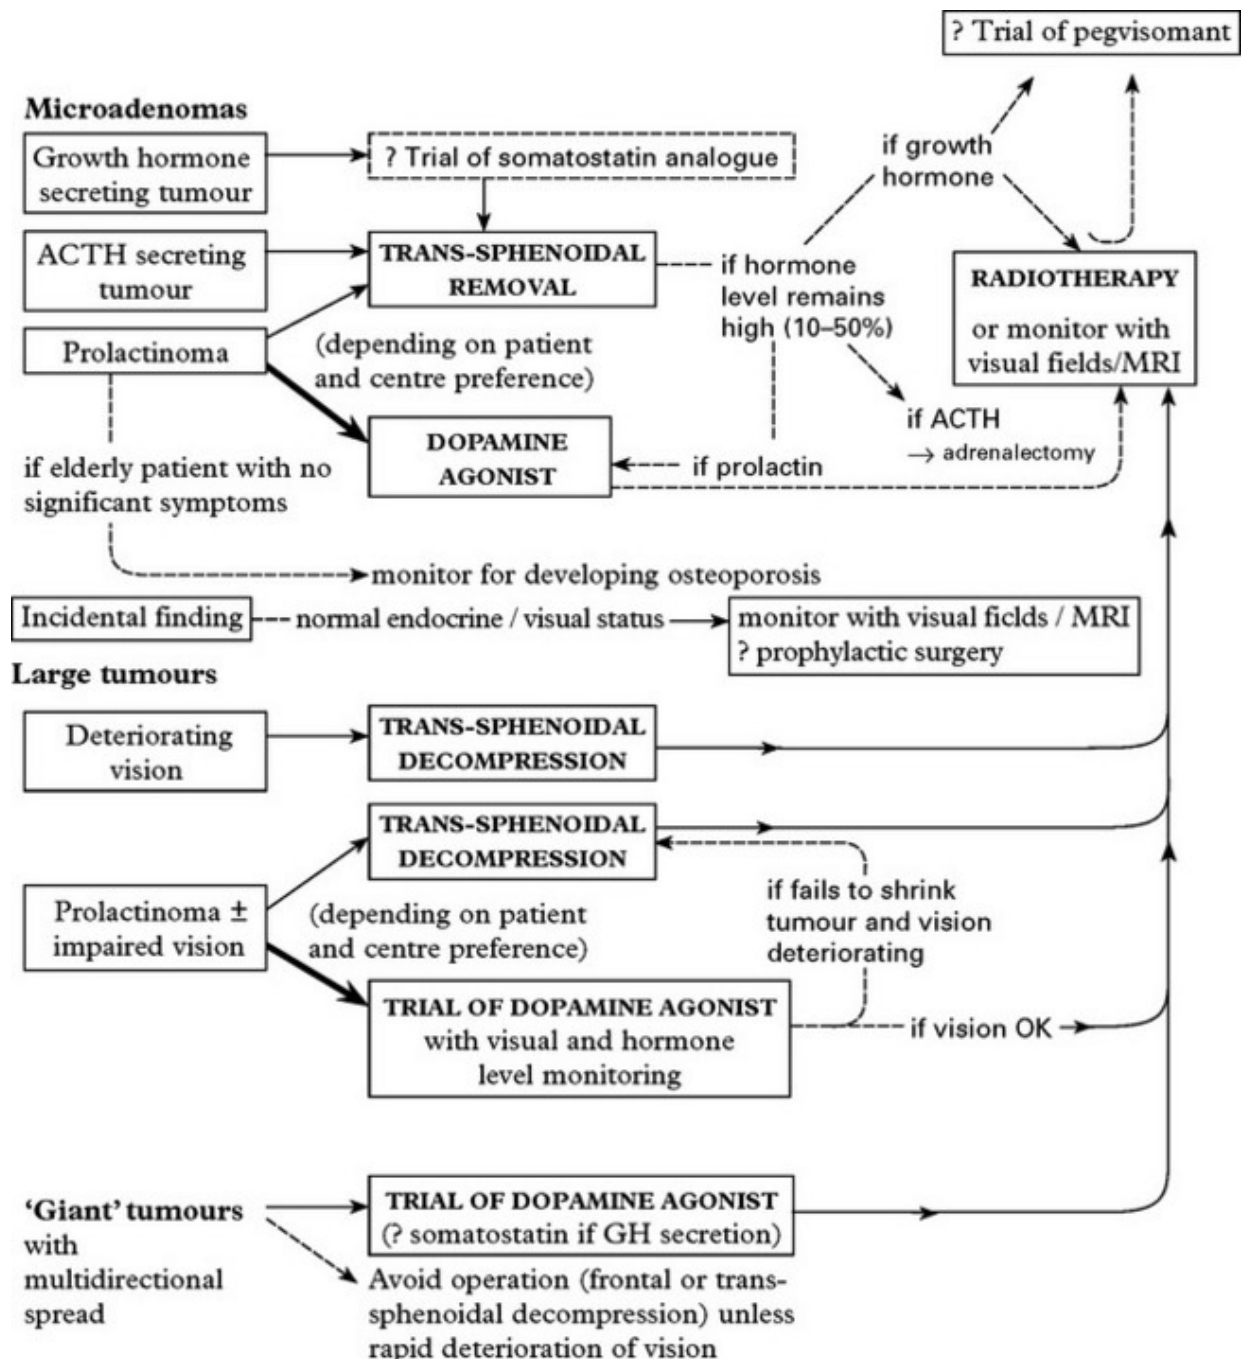 ? Trial of pegvisomant
Microadenomas
Growth hormone
secreting tumour
? Trial of somatostatin analogue
if growth
hormone
ACTH secreting
tumour
TRANS-SPHENOIDAL
REMOVAL
if hormone
level remains
high (10–50%)
RADIOTHERAPY
or monitor with
visual fields/MRI
Prolactinoma
(depending on patient
and centre preference)
DOPAMINE
AGONIST
if prolactin
if ACTH
→ adrenalectomy
if elderly patient with no
significant symptoms
monitor for developing osteoporosis
Incidental finding
normal endocrine / visual status
monitor with visual fields / MRI
? prophylactic surgery
Large tumours
Deteriorating
vision
TRANS-SPHENOIDAL
DECOMPRESSION
TRANS-SPHENOIDAL
DECOMPRESSION
Prolactinoma ±
impaired vision
(depending on patient
and centre preference)
if fails to shrink
tumour and vision
deteriorating
TRIAL OF DOPAMINE AGONIST
with visual and hormone
level monitoring
if vision OK
‘Giant’ tumours
with
multidirectional
spread
TRIAL OF DOPAMINE AGONIST
(? somatostatin if GH secretion)
Avoid operation (frontal or trans-
sphenoidal decompression) unless
rapid deterioration of vision